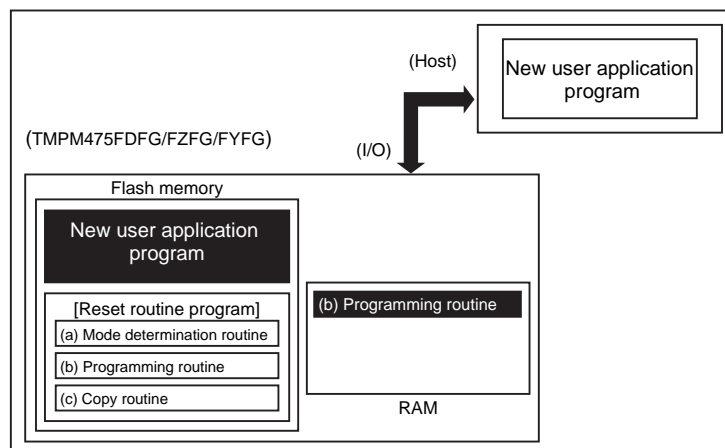 (Host)
New user application
program
(TMPM475FDFG/FZFG/FYFG)
(I/O)
Flash memory
New user application
program
[Reset routine program]
(a) Mode determination routine
(b) Programming routine
(c) Copy routine
(b) Programming routine
RAM